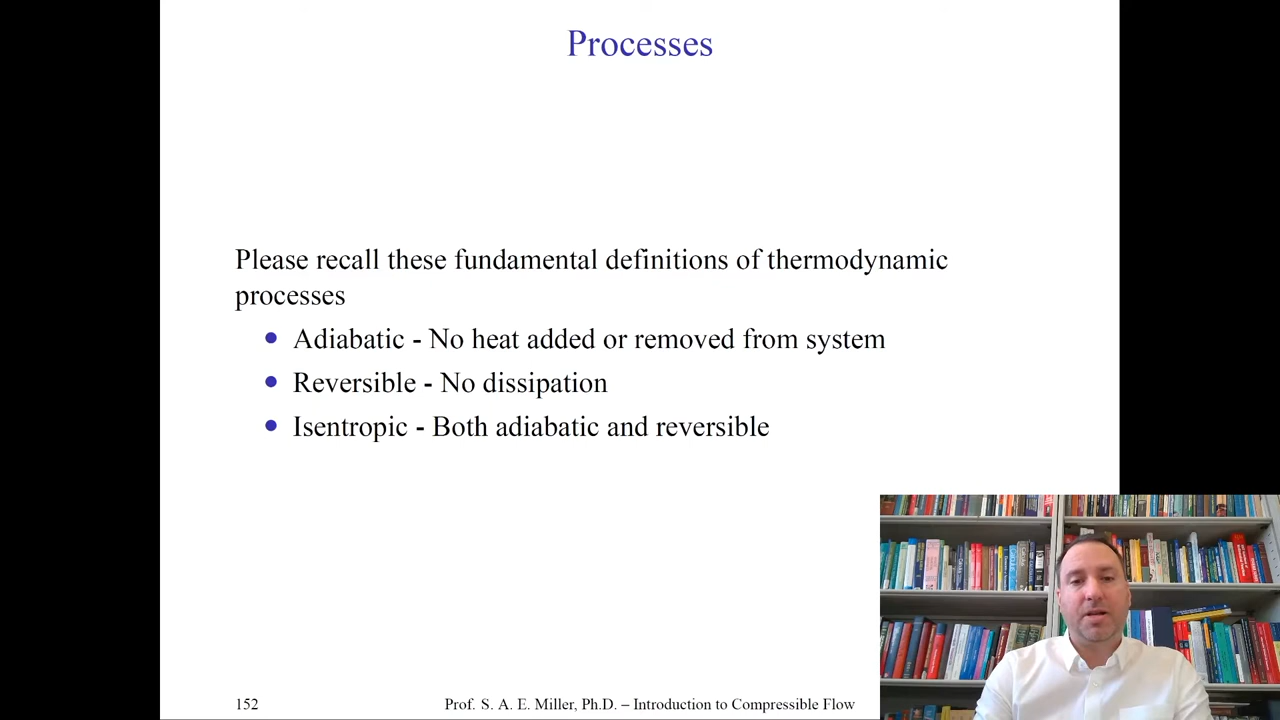 Processes
Please recall these fundamental definitions of thermodynamic
processes
Adiabatic - No heat added or removed from system
Reversible - No dissipation
Isentropic - Both adiabatic and reversible
152
Prof. S. A. E. Miller, Ph.D. – Introduction to Compressible Flow